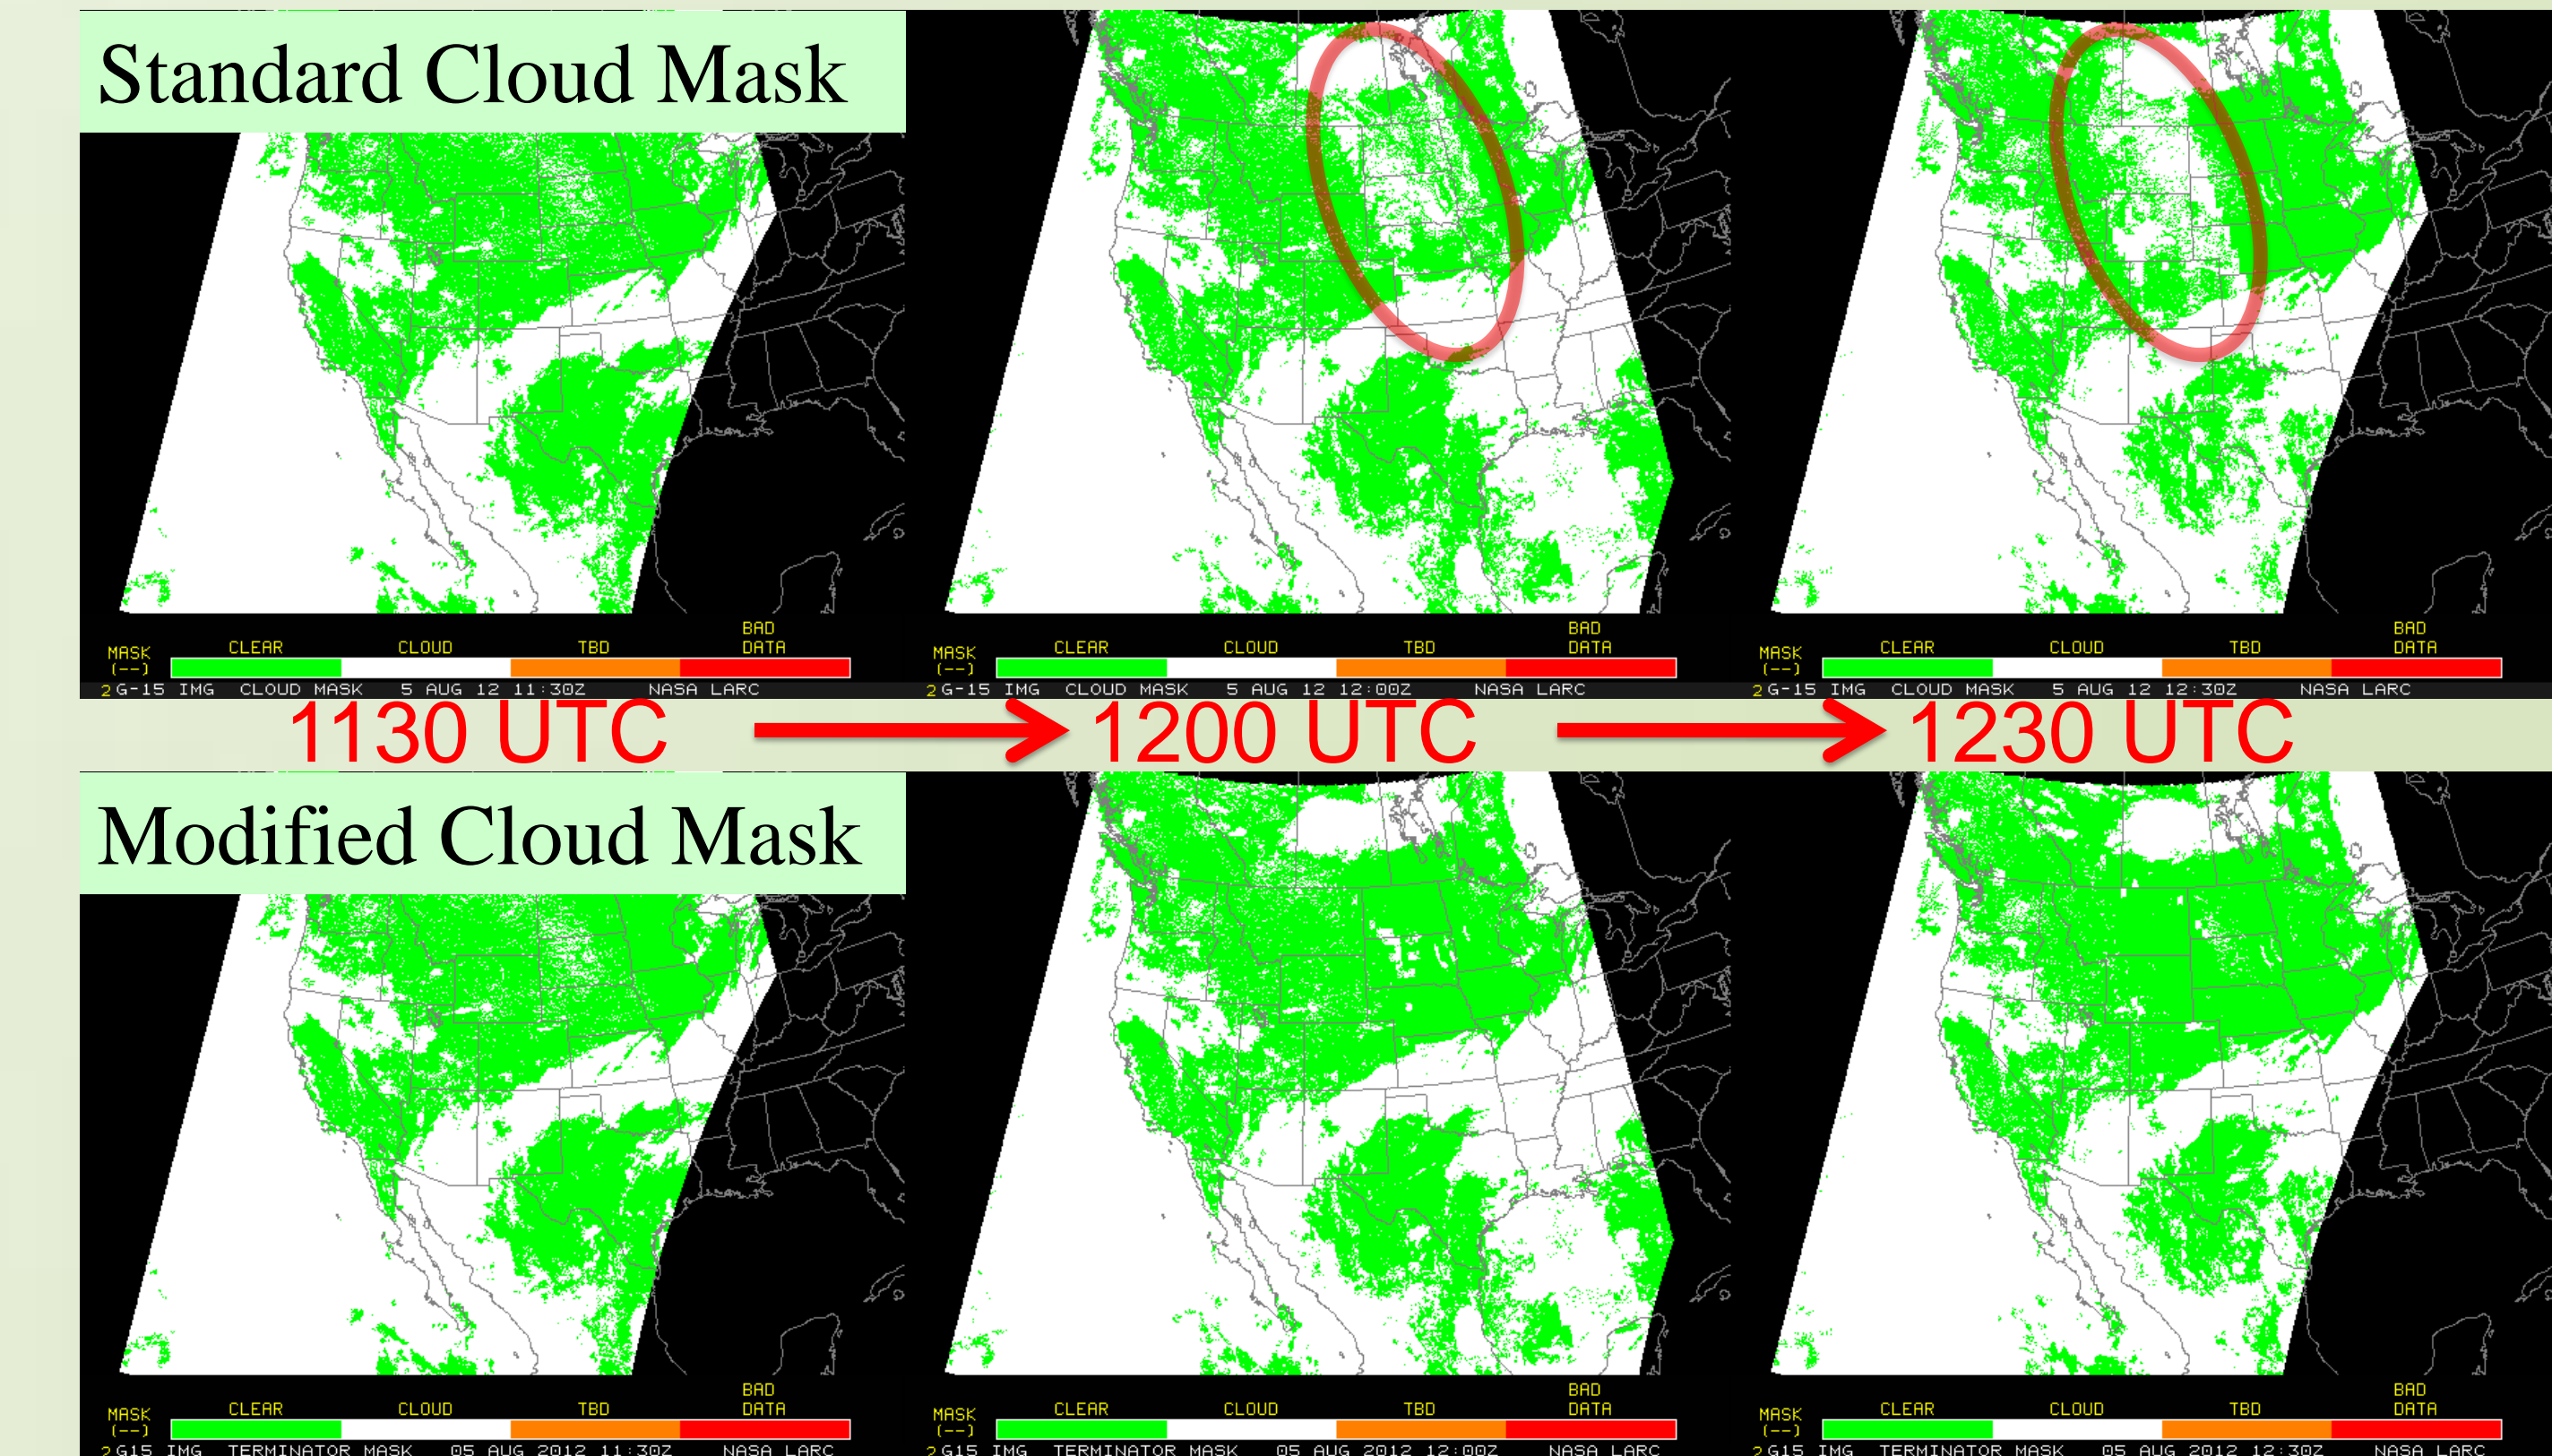 Standard Cloud Mask
BAD BAD BAD
MASK CLEAR CLOUD TBD DATA MASK CLEAR CLOUD TBD DATA MASK CLEAR CLOUD TBD DATA
(--) (--) (--)
2 G-15 IMG CLOUD MASK 5 AUG 12 11:30Z NASA LARC 2 G-15 IMG CLOUD MASK 5 AUG 12 12:00Z NASA LARC 2 G-15 IMG CLOUD MASK 5 AUG 12 12:30Z NASA LARC
1130 UTC 1200 UTC 1230 UTC
Modified Cloud Mask
BAD BAD BAD
MASK CLEAR CLOUD TBD DATA MASK CLEAR CLOUD TBD DATA MASK CLEAR CLOUD TBD DATA
(--) (--) (--)
2 G15 IMG TERMINATOR MASK 05 AUG 2012 11:30Z NASA LARC 2 G15 IMG TERMINATOR MASK 05 AUG 2012 12:00Z NASA LARC 2 G15 IMG TERMINATOR MASK 05 AUG 2012 12:30Z NASA LARC